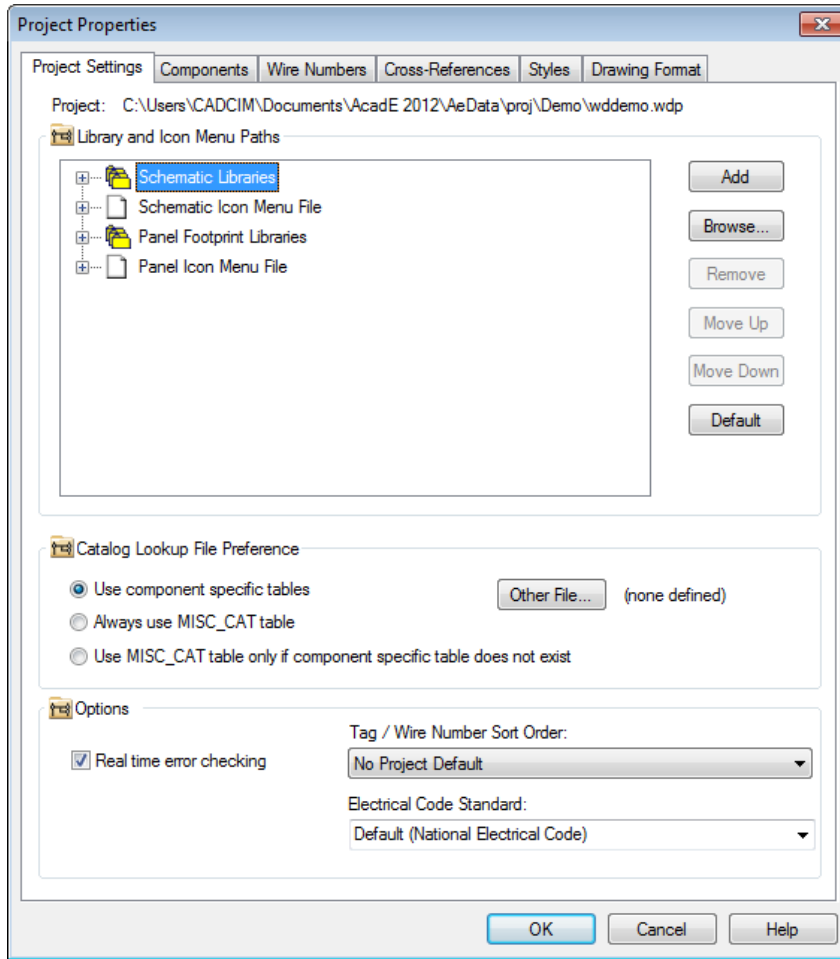 Project Properties
Project Settings Components Wire Numbers Cross-References Styles Drawing Format
Project: C:\Users\CADCIM\Documents\AcadE 2012\AeData\proj\Demo\wddemo.wdp
Library and Icon Menu Paths
Schematic Libraries
Schematic Icon Menu File
Panel Footprint Libraries
Panel Icon Menu File
Add
Browse...
Remove
Move Up
Move Down
Default
Catalog Lookup File Preference
Use component specific tables
Other File... (none defined)
Always use MISC_CAT table
Use MISC_CAT table only if component specific table does not exist
Options
Real time error checking
Tag / Wire Number Sort Order:
No Project Default
Electrical Code Standard:
Default (National Electrical Code)
OK Cancel Help